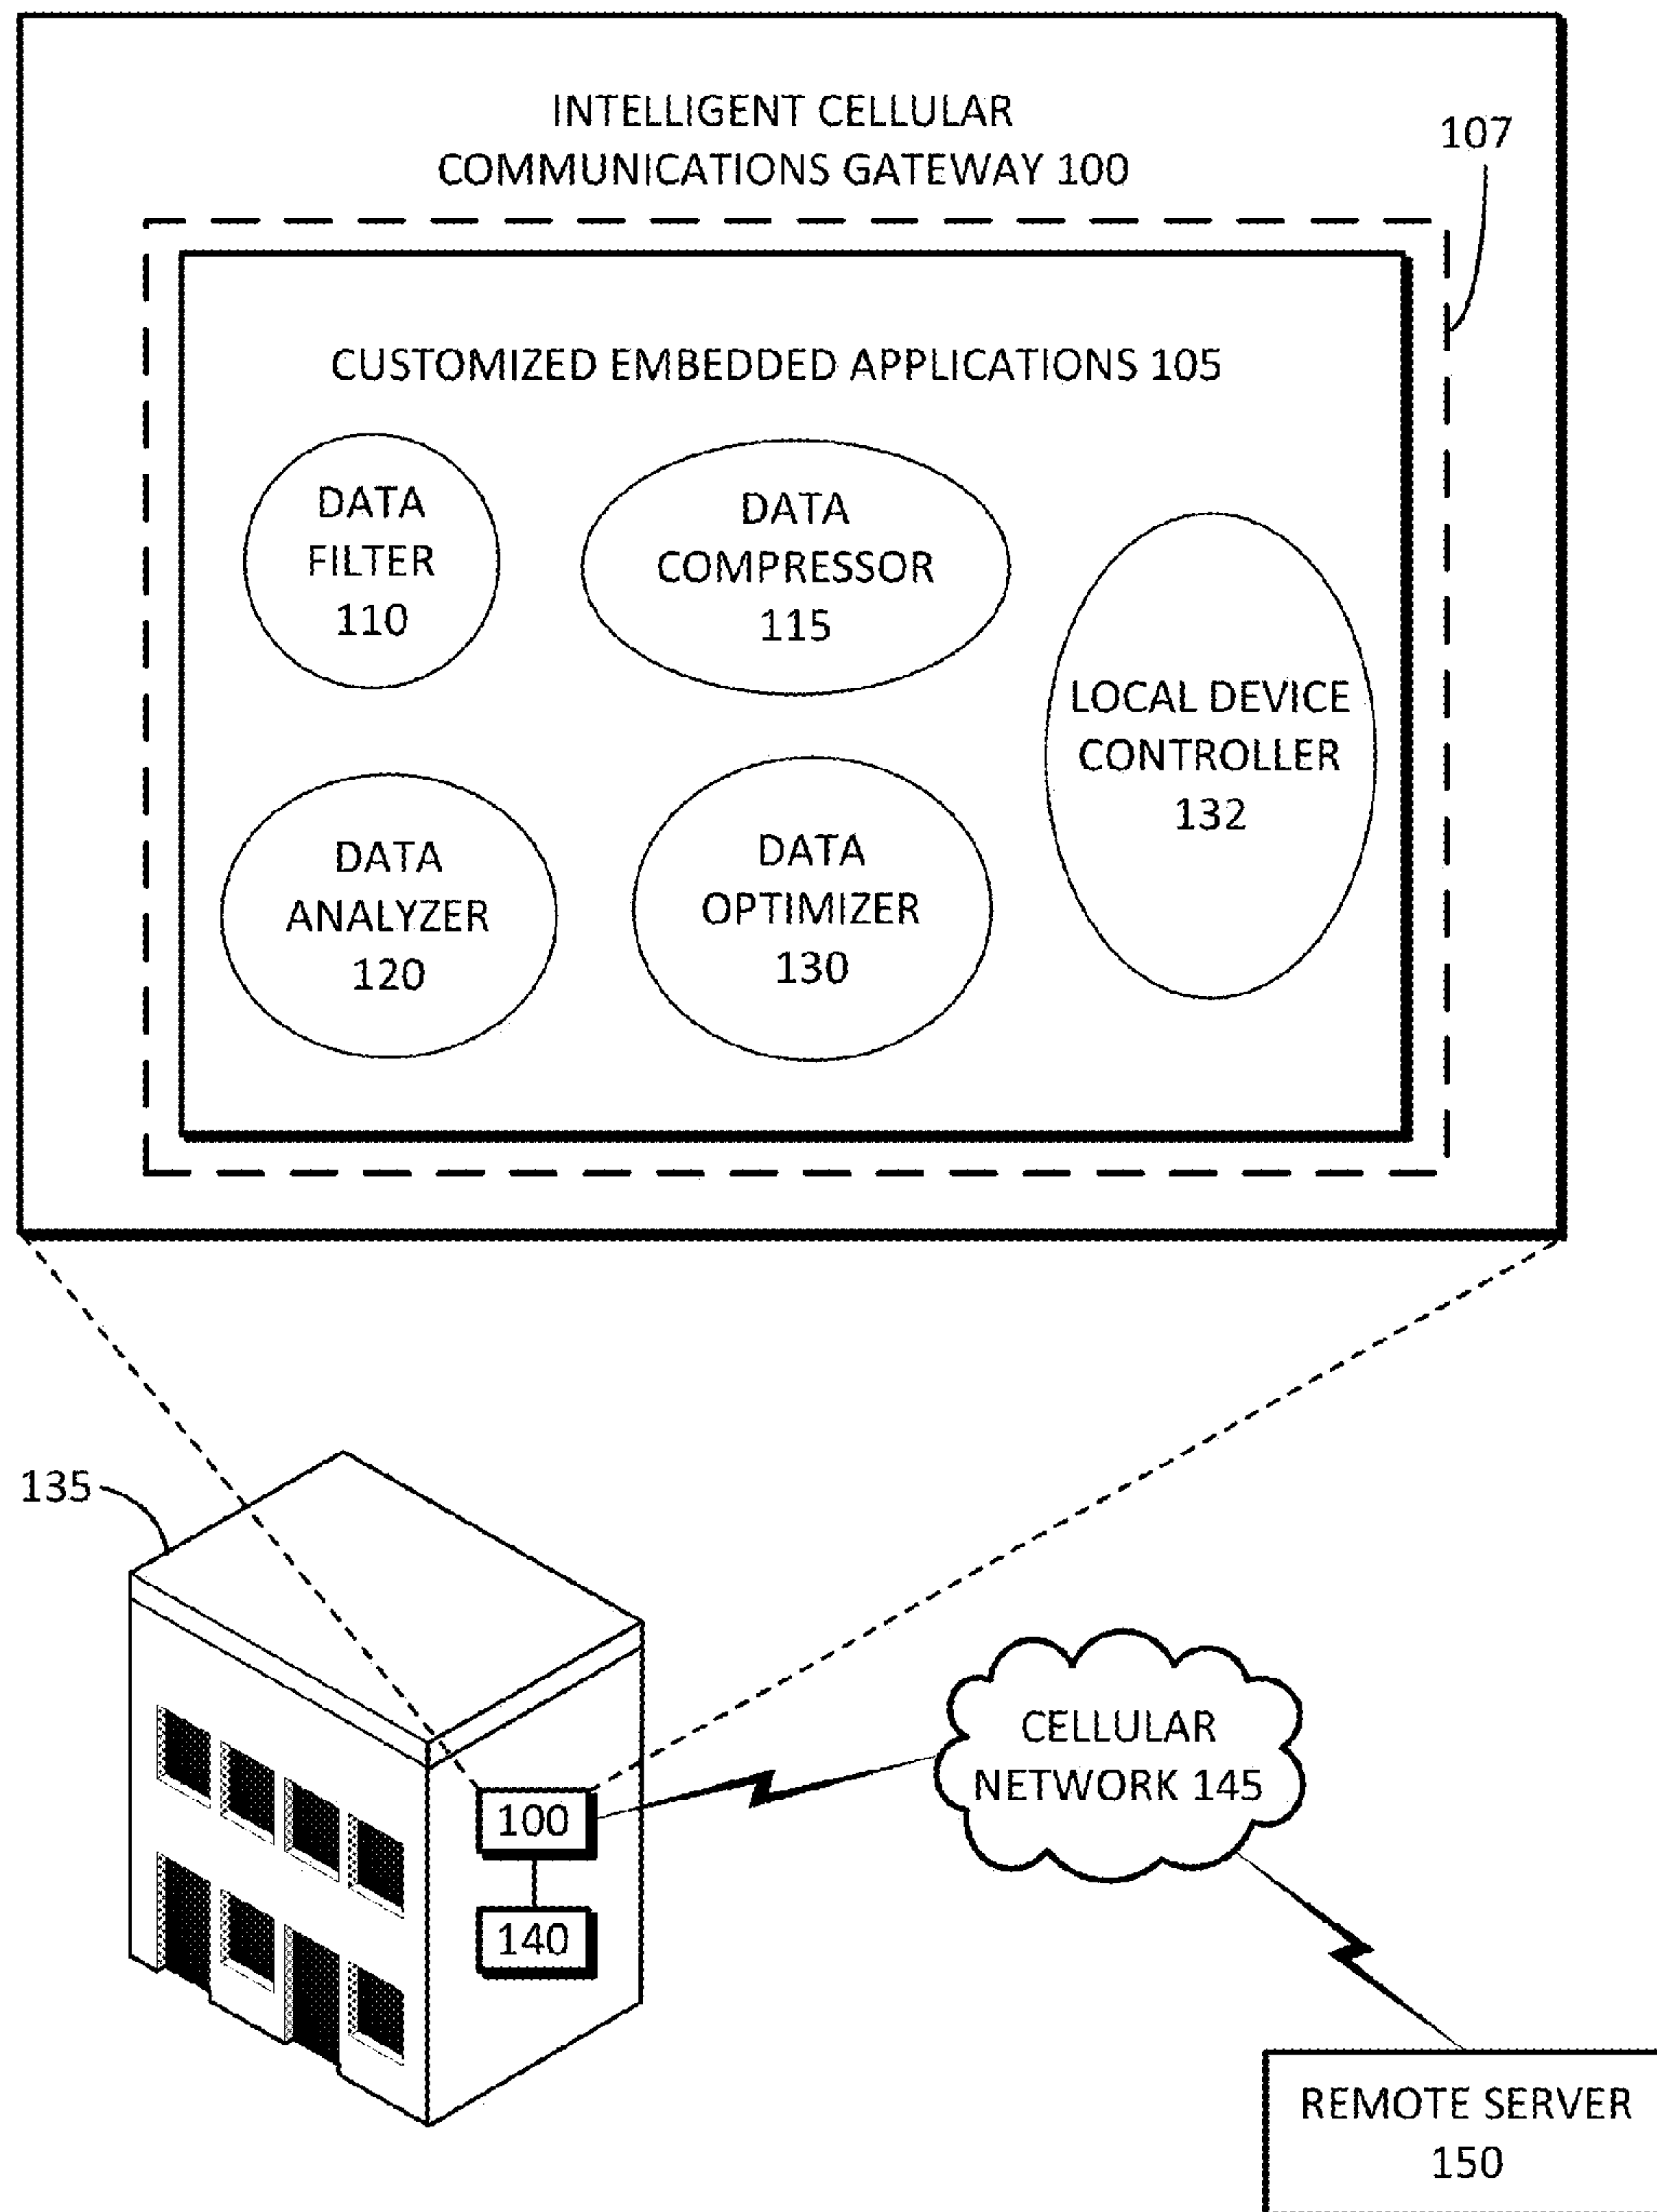 INTELLIGENT CELLULAR
COMMUNICATIONS GATEWAY 100
107
CUSTOMIZED EMBEDDED APPLICATIONS 105
DATA
FILTER
110
DATA
COMPRESSOR
115
LOCAL DEVICE
CONTROLLER
132
DATA
ANALYZER
120
DATA
OPTIMIZER
130
135
100
140
CELLULAR
NETWORK 145
REMOTE SERVER
150